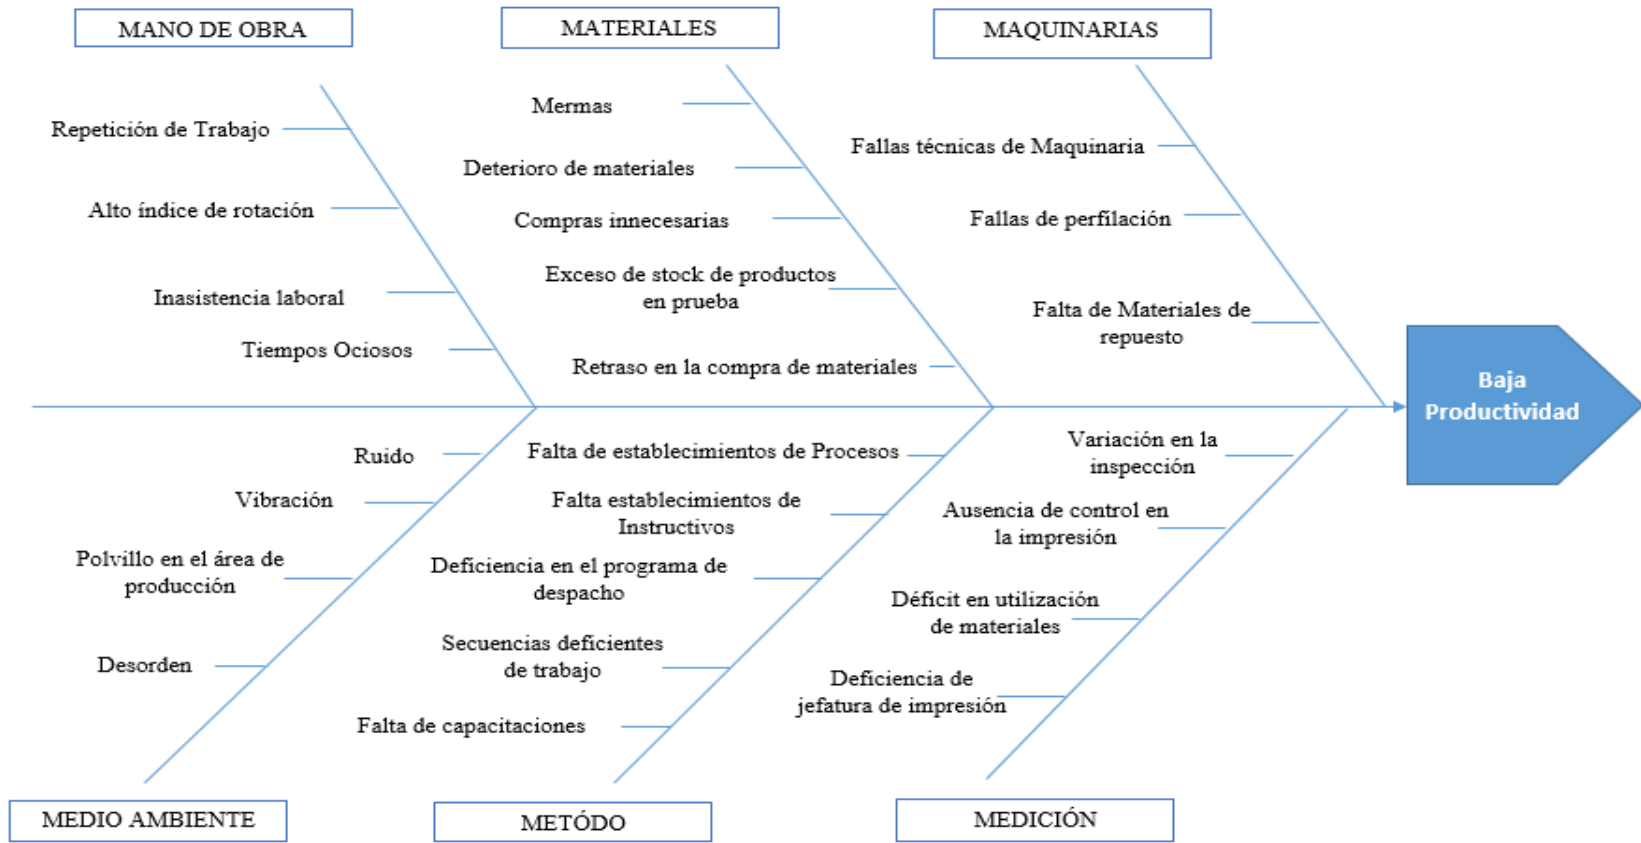 MANO DE OBRA
MATERIALES
MAQUINARIAS
Repetición de Trabajo
Alto índice de rotación
Inasistencia laboral
Tiempos Ociosos
Mermas
Deterioro de materiales
Compras innecesarias
Exceso de stock de productos
en prueba
Retraso en la compra de materiales
Fallas técnicas de Maquinaria
Fallas de perfilación
Falta de Materiales de
repuesto
Baja
Productividad
Ruido
Vibración
Polvillo en el área de
producción
Desorden
Falta de establecimientos de Procesos
Falta establecimientos de
Instructivos
Deficiencia en el programa de
despacho
Secuencias deficientes
de trabajo
Falta de capacitaciones
Variación en la
inspección
Ausencia de control en
la impresión
Déficit en utilización
de materiales
Deficiencia de
jefatura de impresión
MEDIO AMBIENTE
METÓDO
MEDICIÓN